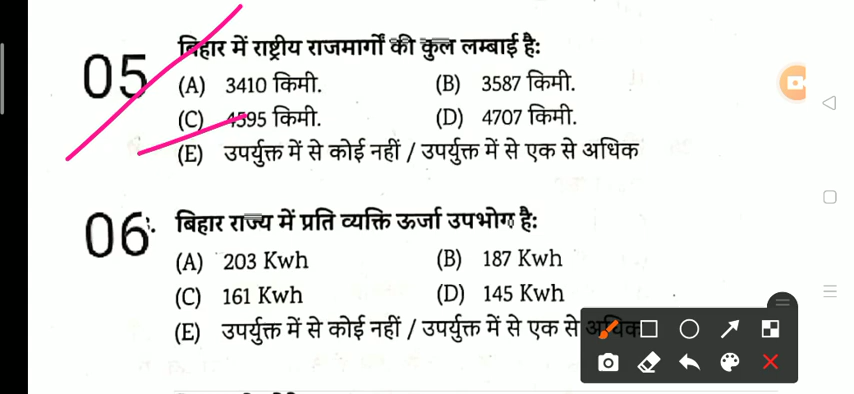 05
बिहार में राष्ट्रीय राजमार्गों की कुल लम्बाई है:
(A) 3410 किमी. (B) 3587 किमी.
(C) 4595 किमी. (D) 4707 किमी.
(E) उपर्युक्त में से कोई नहीं / उपर्युक्त में से एक से अधिक
06
बिहार राज्य में प्रति व्यक्ति ऊर्जा उपभोग है:
(A) 203 Kwh (B) 187 Kwh
(C) 161 Kwh (D) 145 Kwh
(E) उपर्युक्त में से कोई नहीं / उपर्युक्त में से एक से अधिक